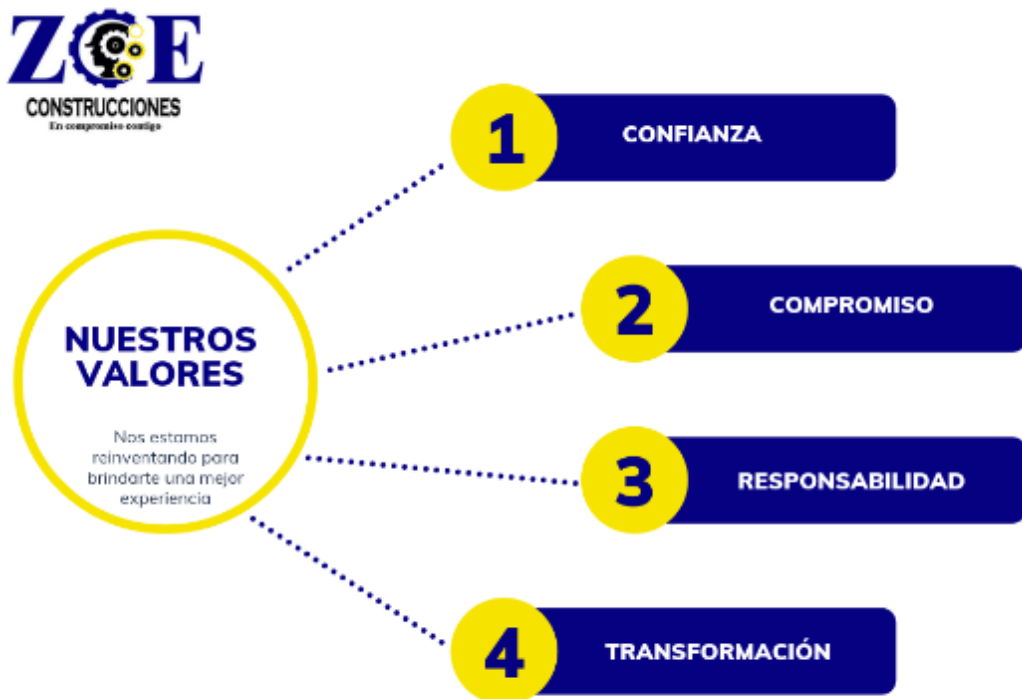 ZOE
CONSTRUCCIONES
En compromiso contigo
NUESTROS
VALORES
Nos estamos
reinventando para
brindarte una mejor
experiencia
1
CONFIANZA
2
COMPROMISO
3
RESPONSABILIDAD
4
TRANSFORMACIÓN